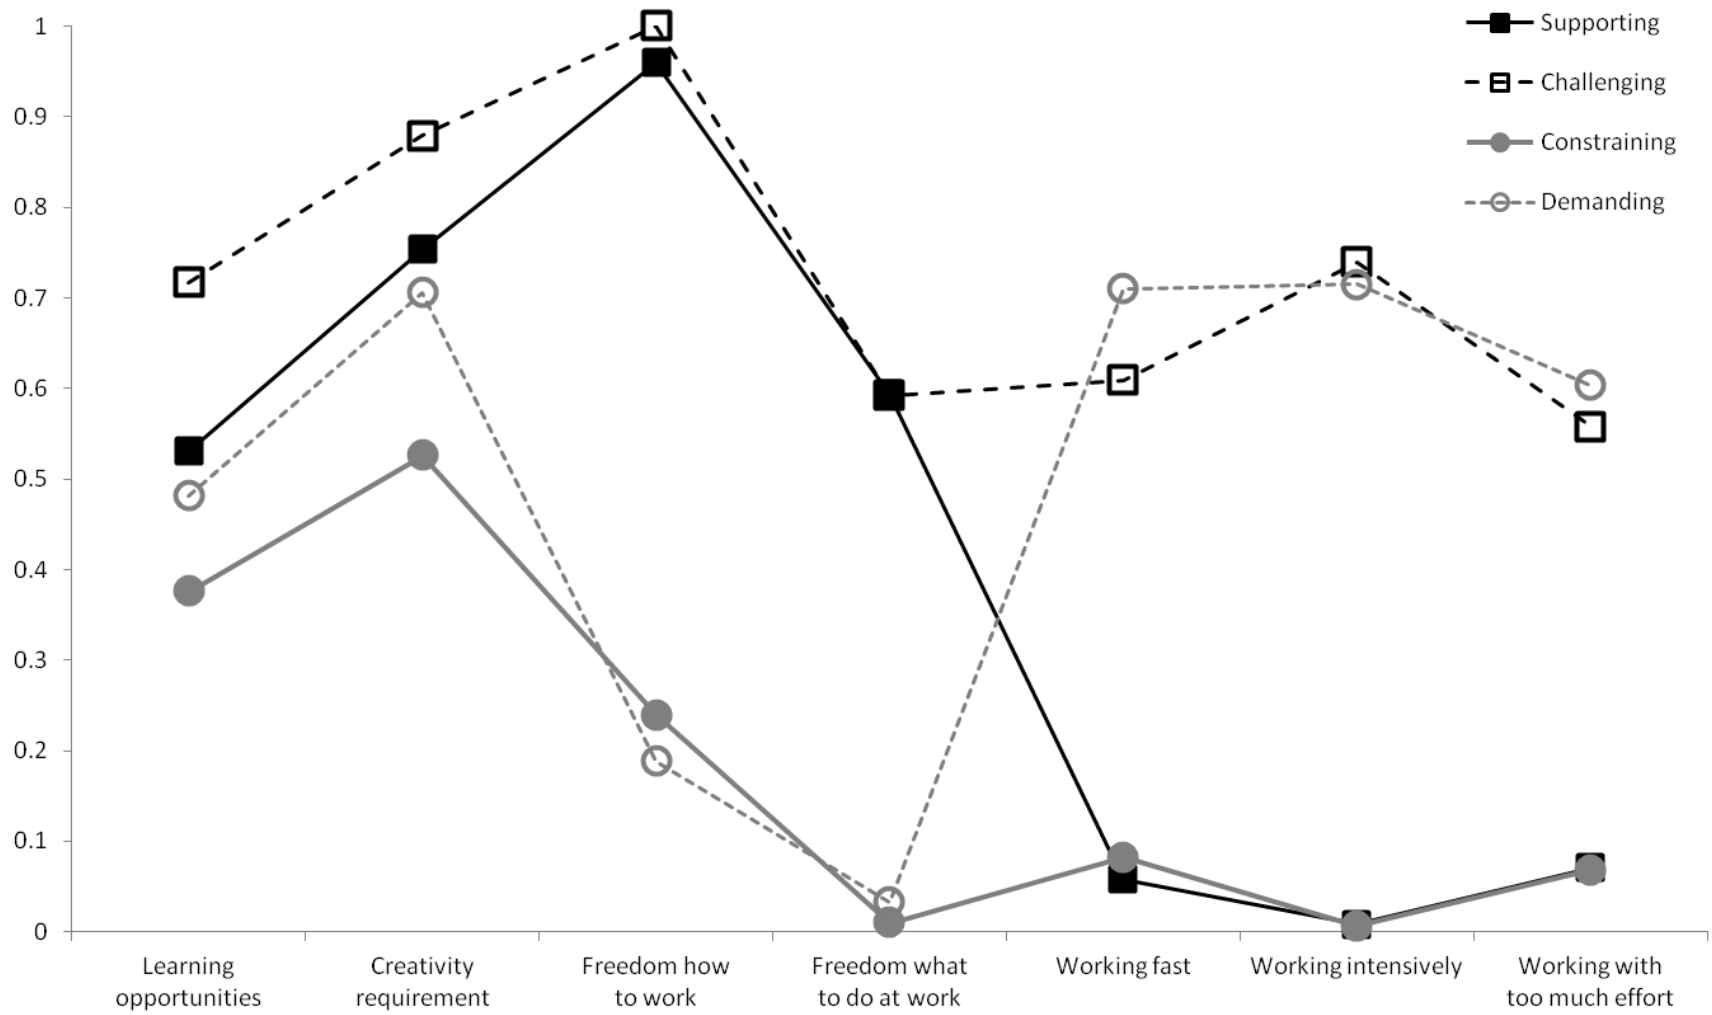 1
0.9
0.8
0.7
0.6
0.5
0.4
0.3
0.2
0.1
0
Supporting
Challenging
Constraining
Demanding
Learning
opportunities
Creativity
requirement
Freedom how
to work
Freedom what
to do at work
Working fast
Working intensively
Working with
too much effort